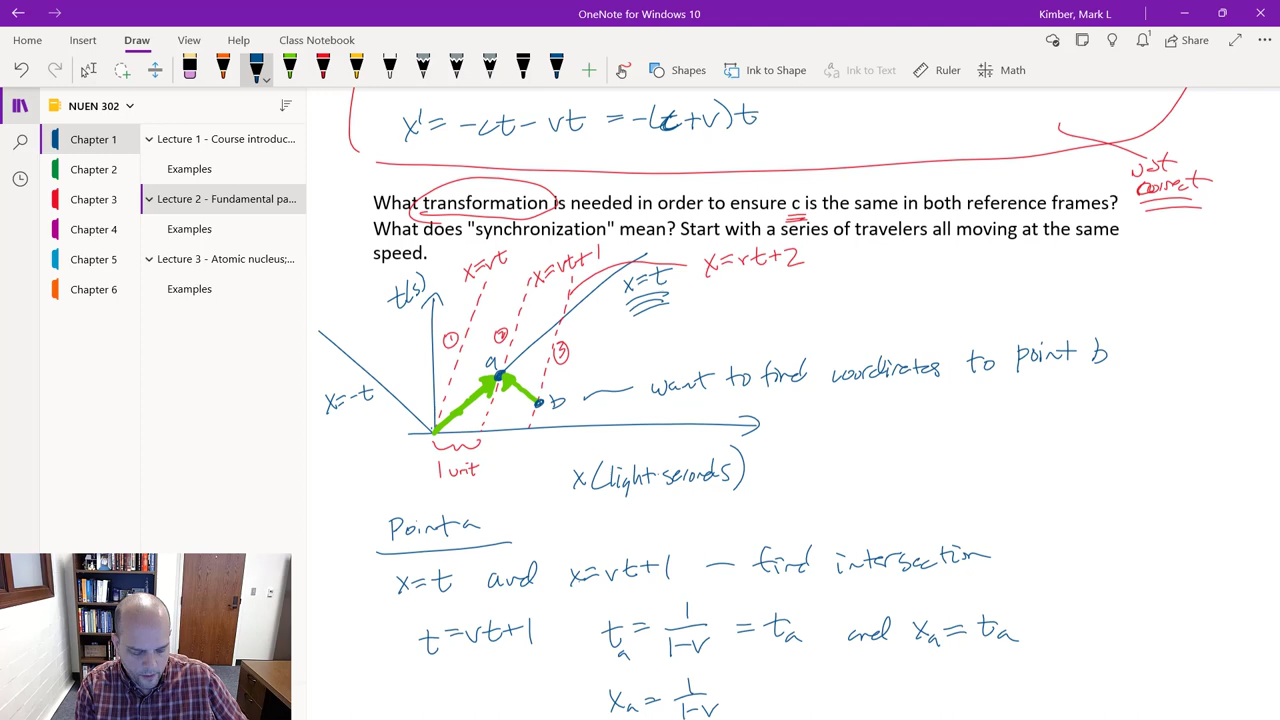 OneNote for Windows 10
Kimber, Mark L
Home Insert Draw View Help Class Notebook
Share
Shapes Ink to Shape Ink to Text Ruler Math
NUEN 302
Chapter 1
Chapter 2
Chapter 3
Chapter 4
Chapter 5
Chapter 6
Lecture 1 - Course introduc...
Examples
Lecture 2 - Fundamental pa...
Examples
Lecture 3 - Atomic nucleus;...
Examples
x' = -ct - vt = -(c+v)t
not
correct
What transformation is needed in order to ensure c is the same in both reference frames?
What does "synchronization" mean? Start with a series of travelers all moving at the same
speed.
x=vt x=vt+1 x=vt+2
t(s) x=t
① ② ③
a
x=-t
b want to find coordinates to point b
1 unit
x (light-seconds)
Point a
x=t and x=vt+1 — find intersection
t=vt+1 ta = 1/1-v = ta and xa = ta
xa = 1/1-v